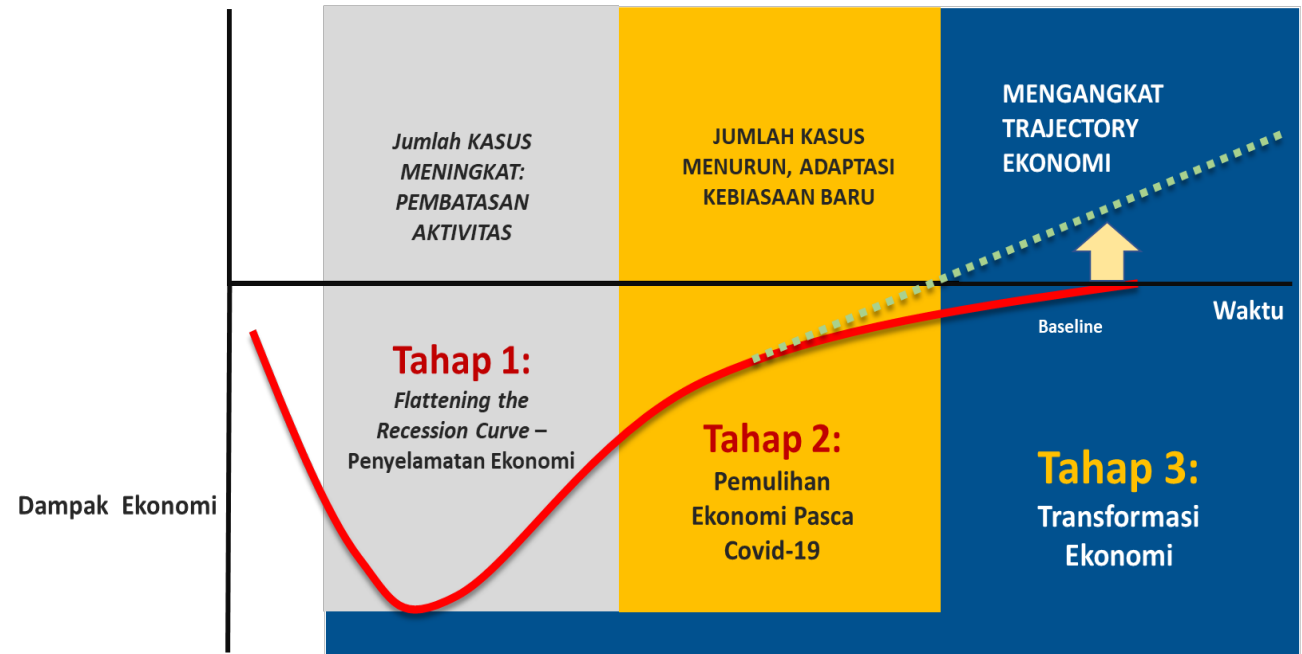 Jumlah KASUS
MENINGKAT:
PEMBATASAN
AKTIVITAS
JUMLAH KASUS
MENURUN, ADAPTASI
KEBIASAAN BARU
MENGANGKAT
TRAJECTORY
EKONOMI
Waktu
Baseline
Tahap 1:
Flattening the
Recession Curve –
Penyelamatan Ekonomi
Tahap 2:
Pemulihan
Ekonomi Pasca
Covid-19
Tahap 3:
Transformasi
Ekonomi
Dampak Ekonomi